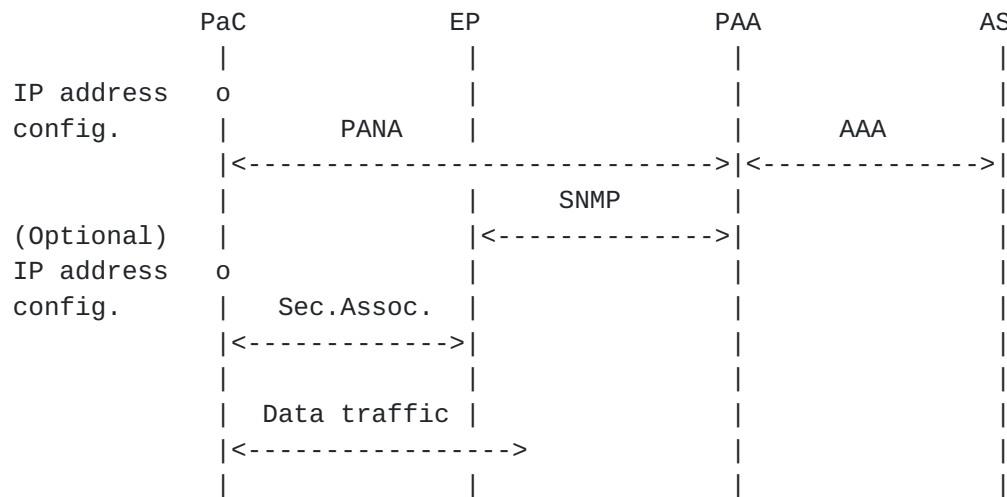 PaC EP PAA AS
IP address o
config. PANA AAA
SNMP
(Optional)
IP address o
config. Sec.Assoc.
Data traffic